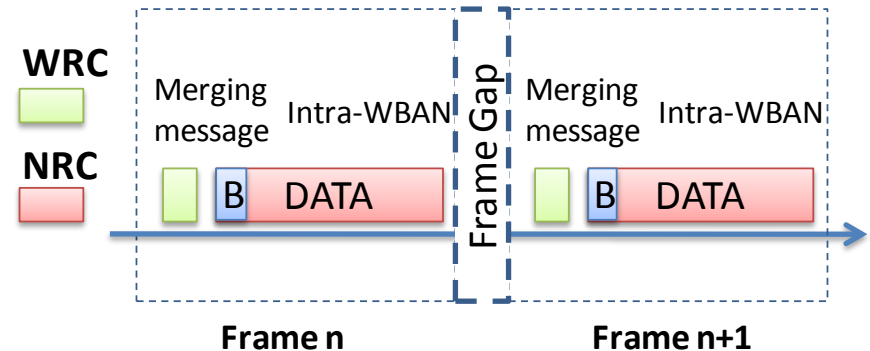 WRC
NRC
Merging
message
Intra-WBAN
B
DATA
Frame Gap
Merging
message
Intra-WBAN
B
DATA
Frame n
Frame n+1